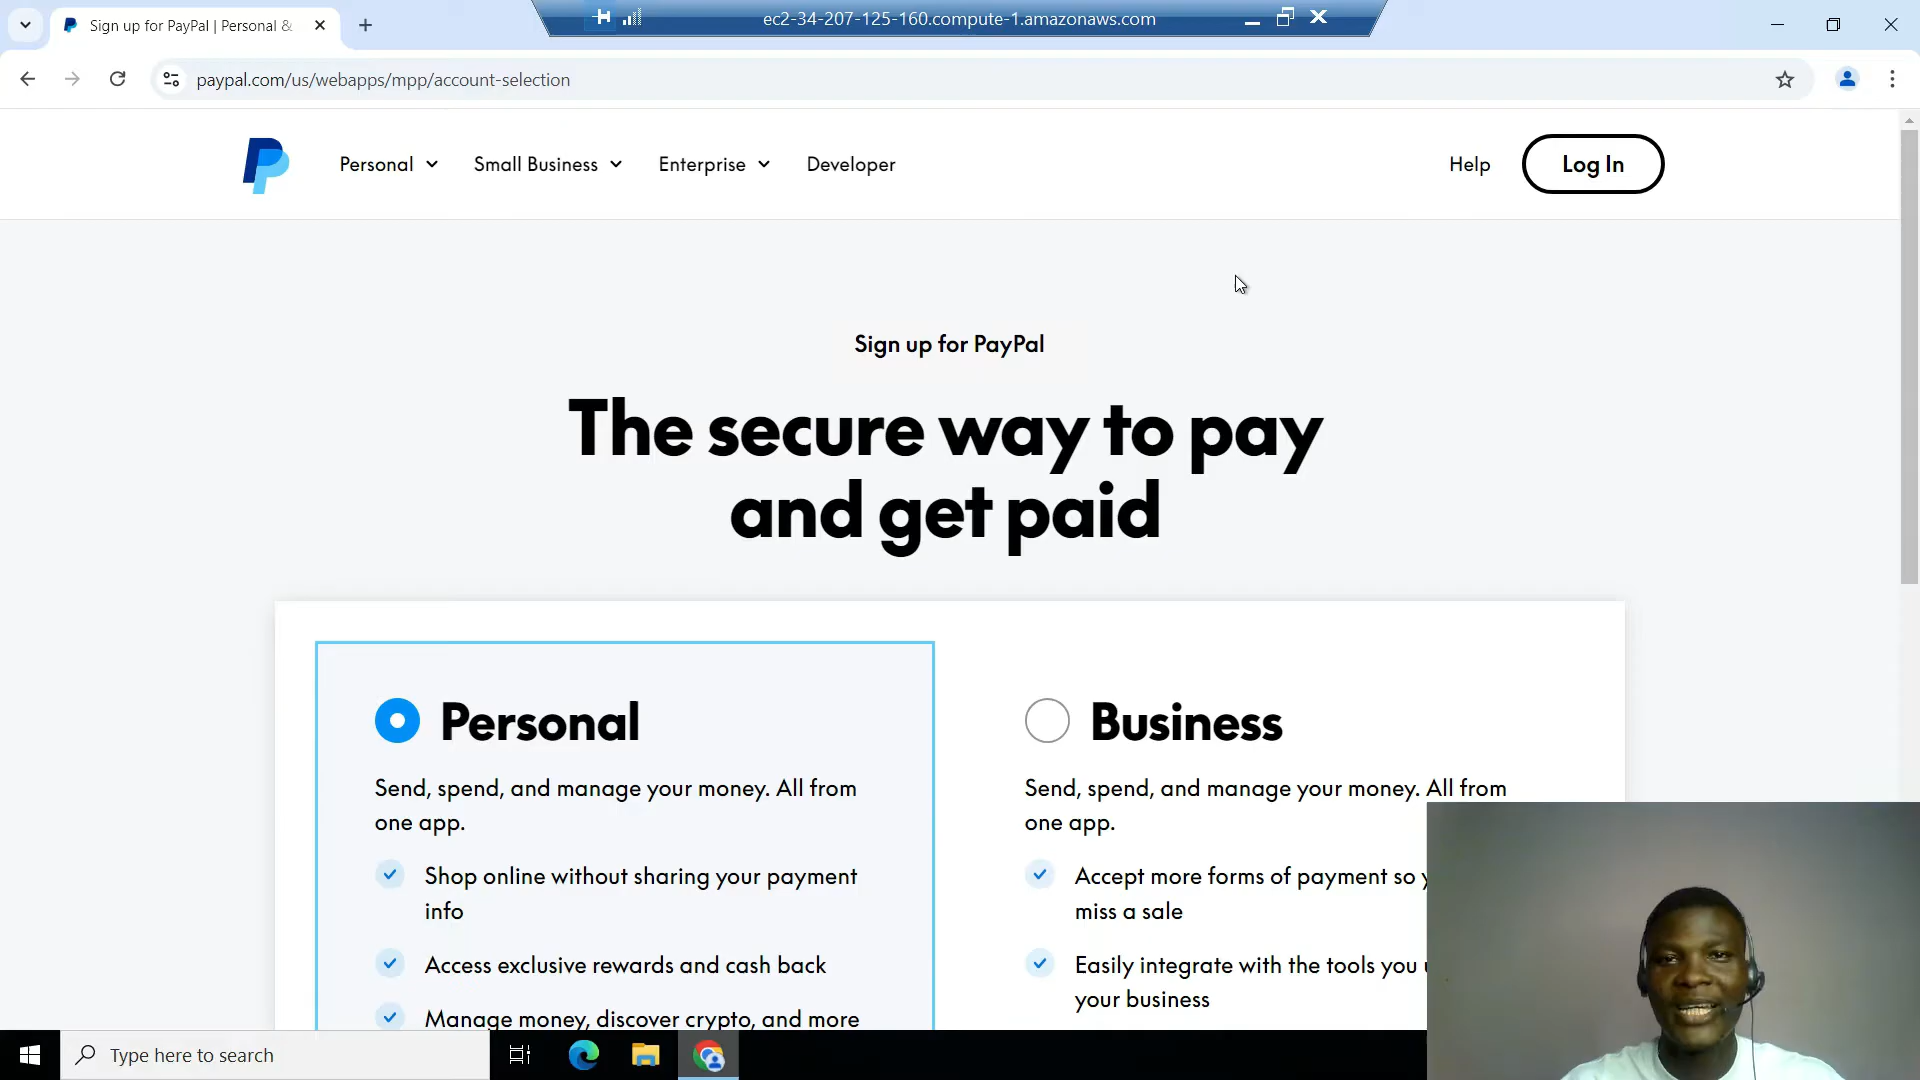 Sign up for PayPal | Personal &
ec2-34-207-125-160.compute-1.amazonaws.com
paypal.com/us/webapps/mpp/account-selection
Personal Small Business Enterprise Developer Help Log In
Sign up for PayPal
The secure way to pay
and get paid
Personal
Send, spend, and manage your money. All from
one app.
Shop online without sharing your payment
info
Access exclusive rewards and cash back
Manage money, discover crypto, and more
Business
Send, spend, and manage your money. All from
one app.
Accept more forms of payment so
miss a sale
Easily integrate with the tools you
your business
Type here to search